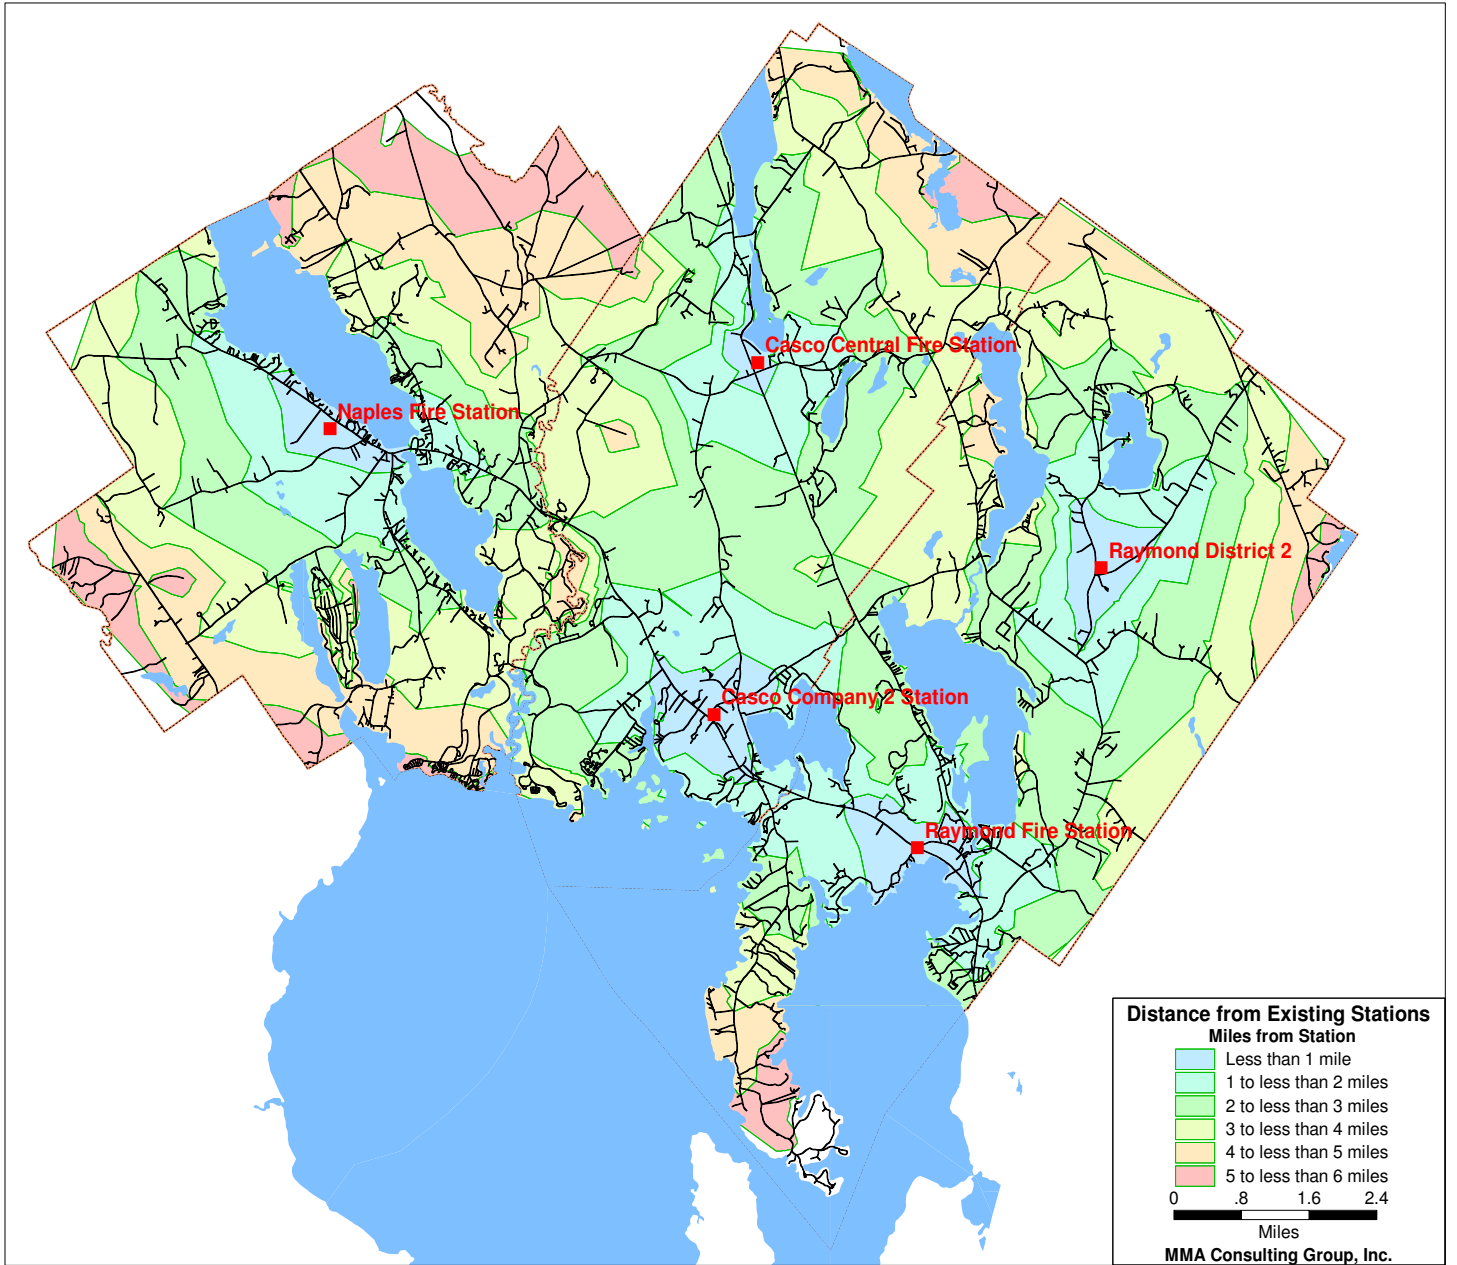 Casco Central Fire Station
Naples Fire Station
Raymond District 2
Casco Company 2 Station
Raymond Fire Station
Distance from Existing Stations
Miles from Station
Less than 1 mile
1 to less than 2 miles
2 to less than 3 miles
3 to less than 4 miles
4 to less than 5 miles
5 to less than 6 miles
0 .8 1.6 2.4
Miles
MMA Consulting Group, Inc.